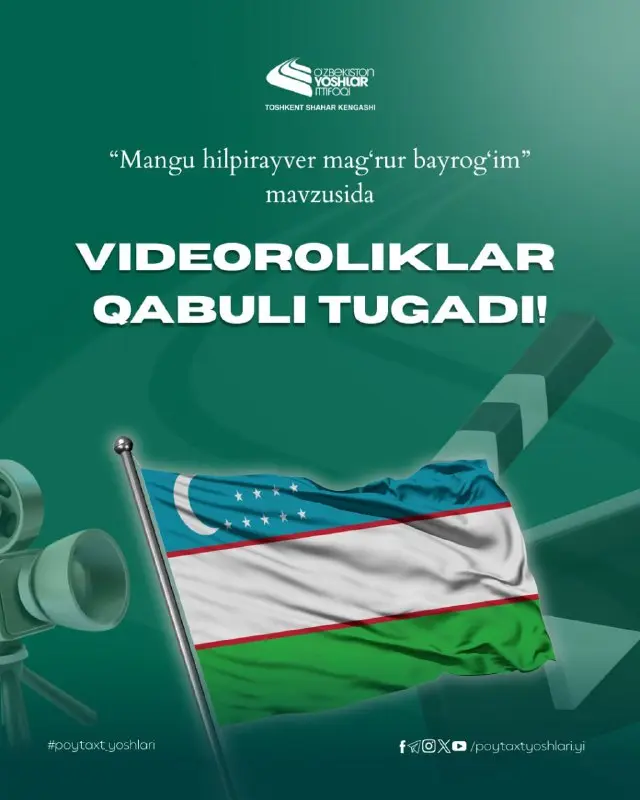 O'ZBEKISTON
YOSHLAR
ITTIFOQI
TOSHKENT SHAHAR KENGASHI
“Mangu hilpirayver mag‘rur bayrog‘im”
mavzusida
VIDEOROLIKLAR
QABULI TUGADI!
#poytaxt_yoshlari
/poytaxtyoshlari.yi